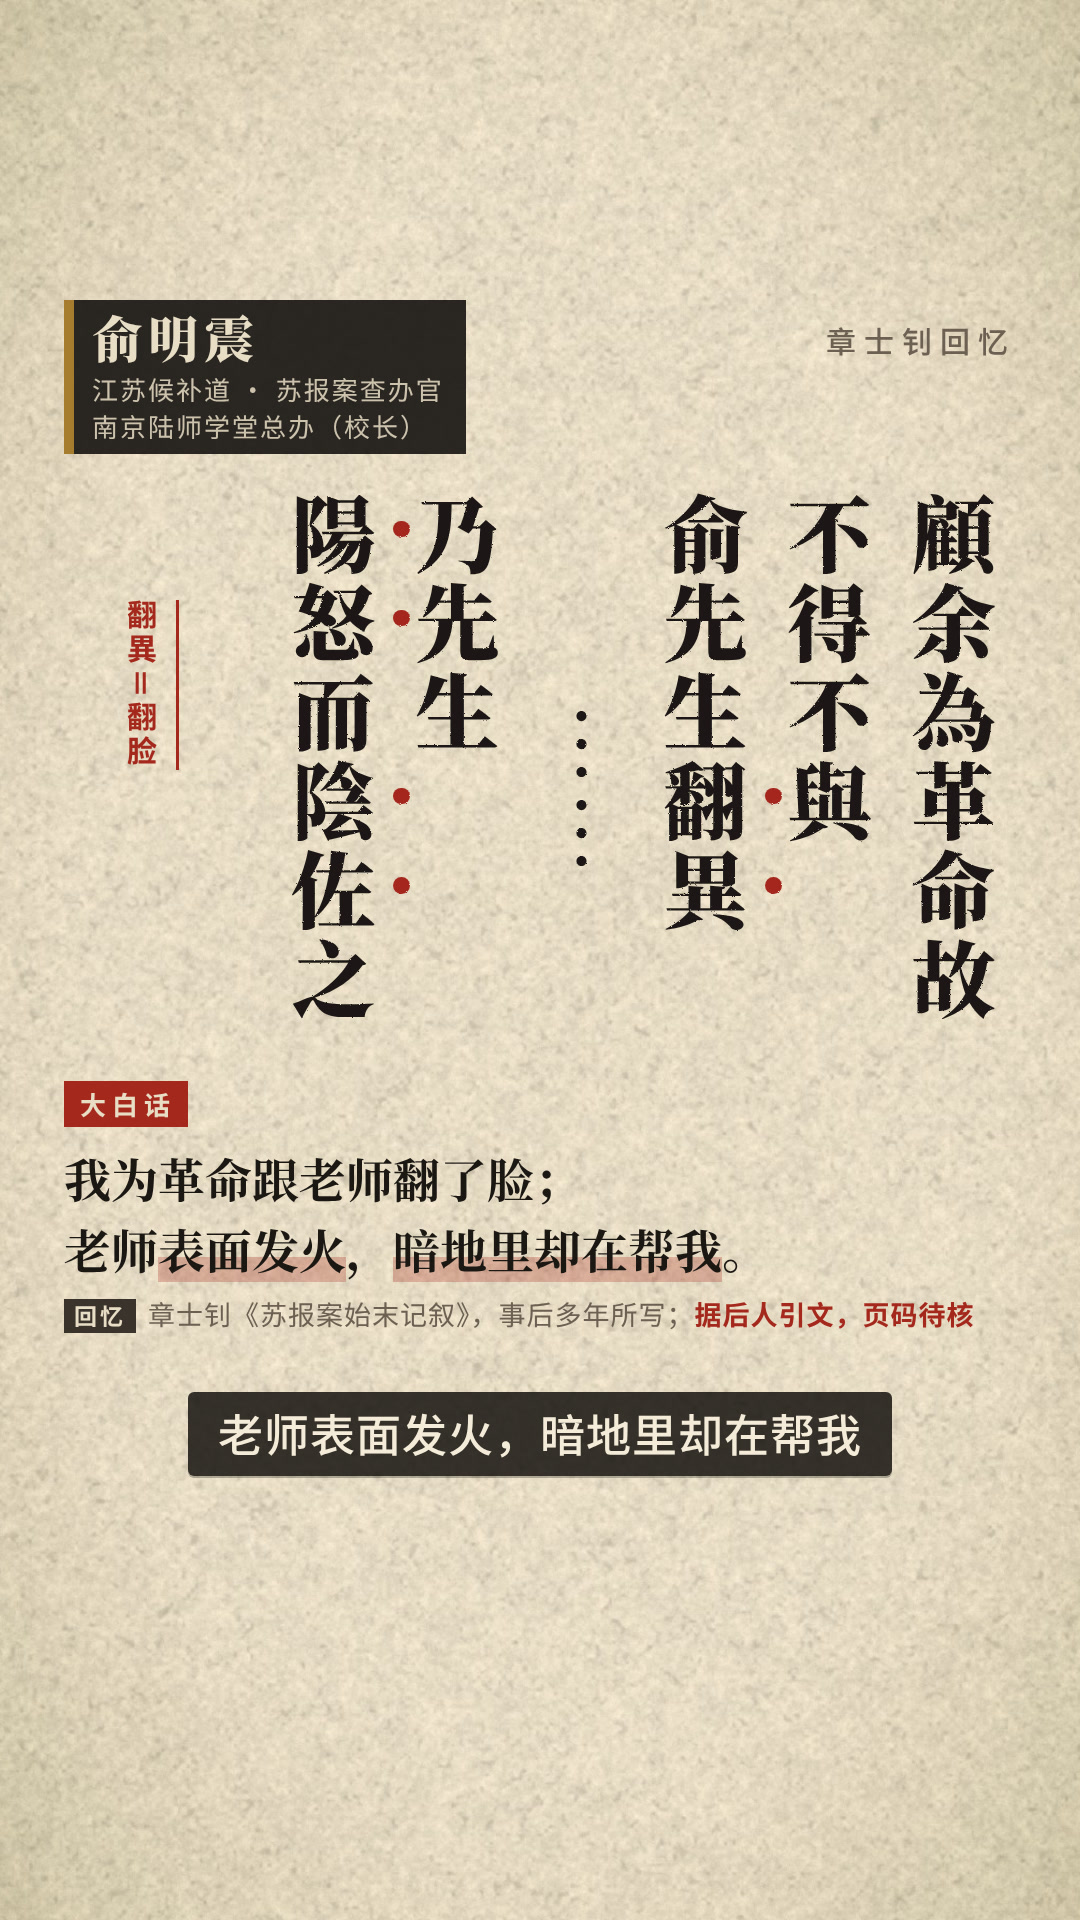 俞明震
江苏候补道 · 苏报案查办官
南京陆师学堂总办（校长）
章士钊回忆
顧余為革命故
不得不與
俞先生翻異
……
乃先生
陽怒而陰佐之
翻異＝翻脸
大白话
我为革命跟老师翻了脸；
老师表面发火，暗地里却在帮我。
回忆 章士钊《苏报案始末记叙》，事后多年所写；据后人引文，页码待核
老师表面发火，暗地里却在帮我